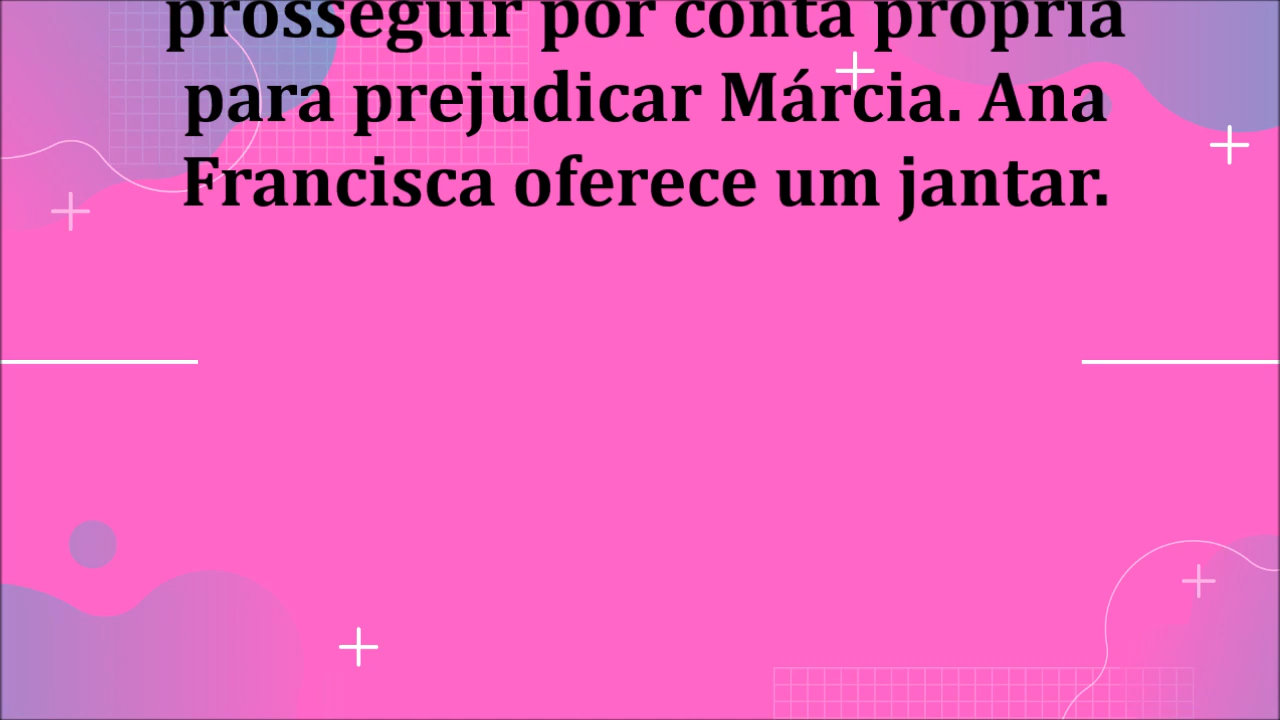 prosseguir por conta própria
para prejudicar Márcia. Ana
Francisca oferece um jantar.